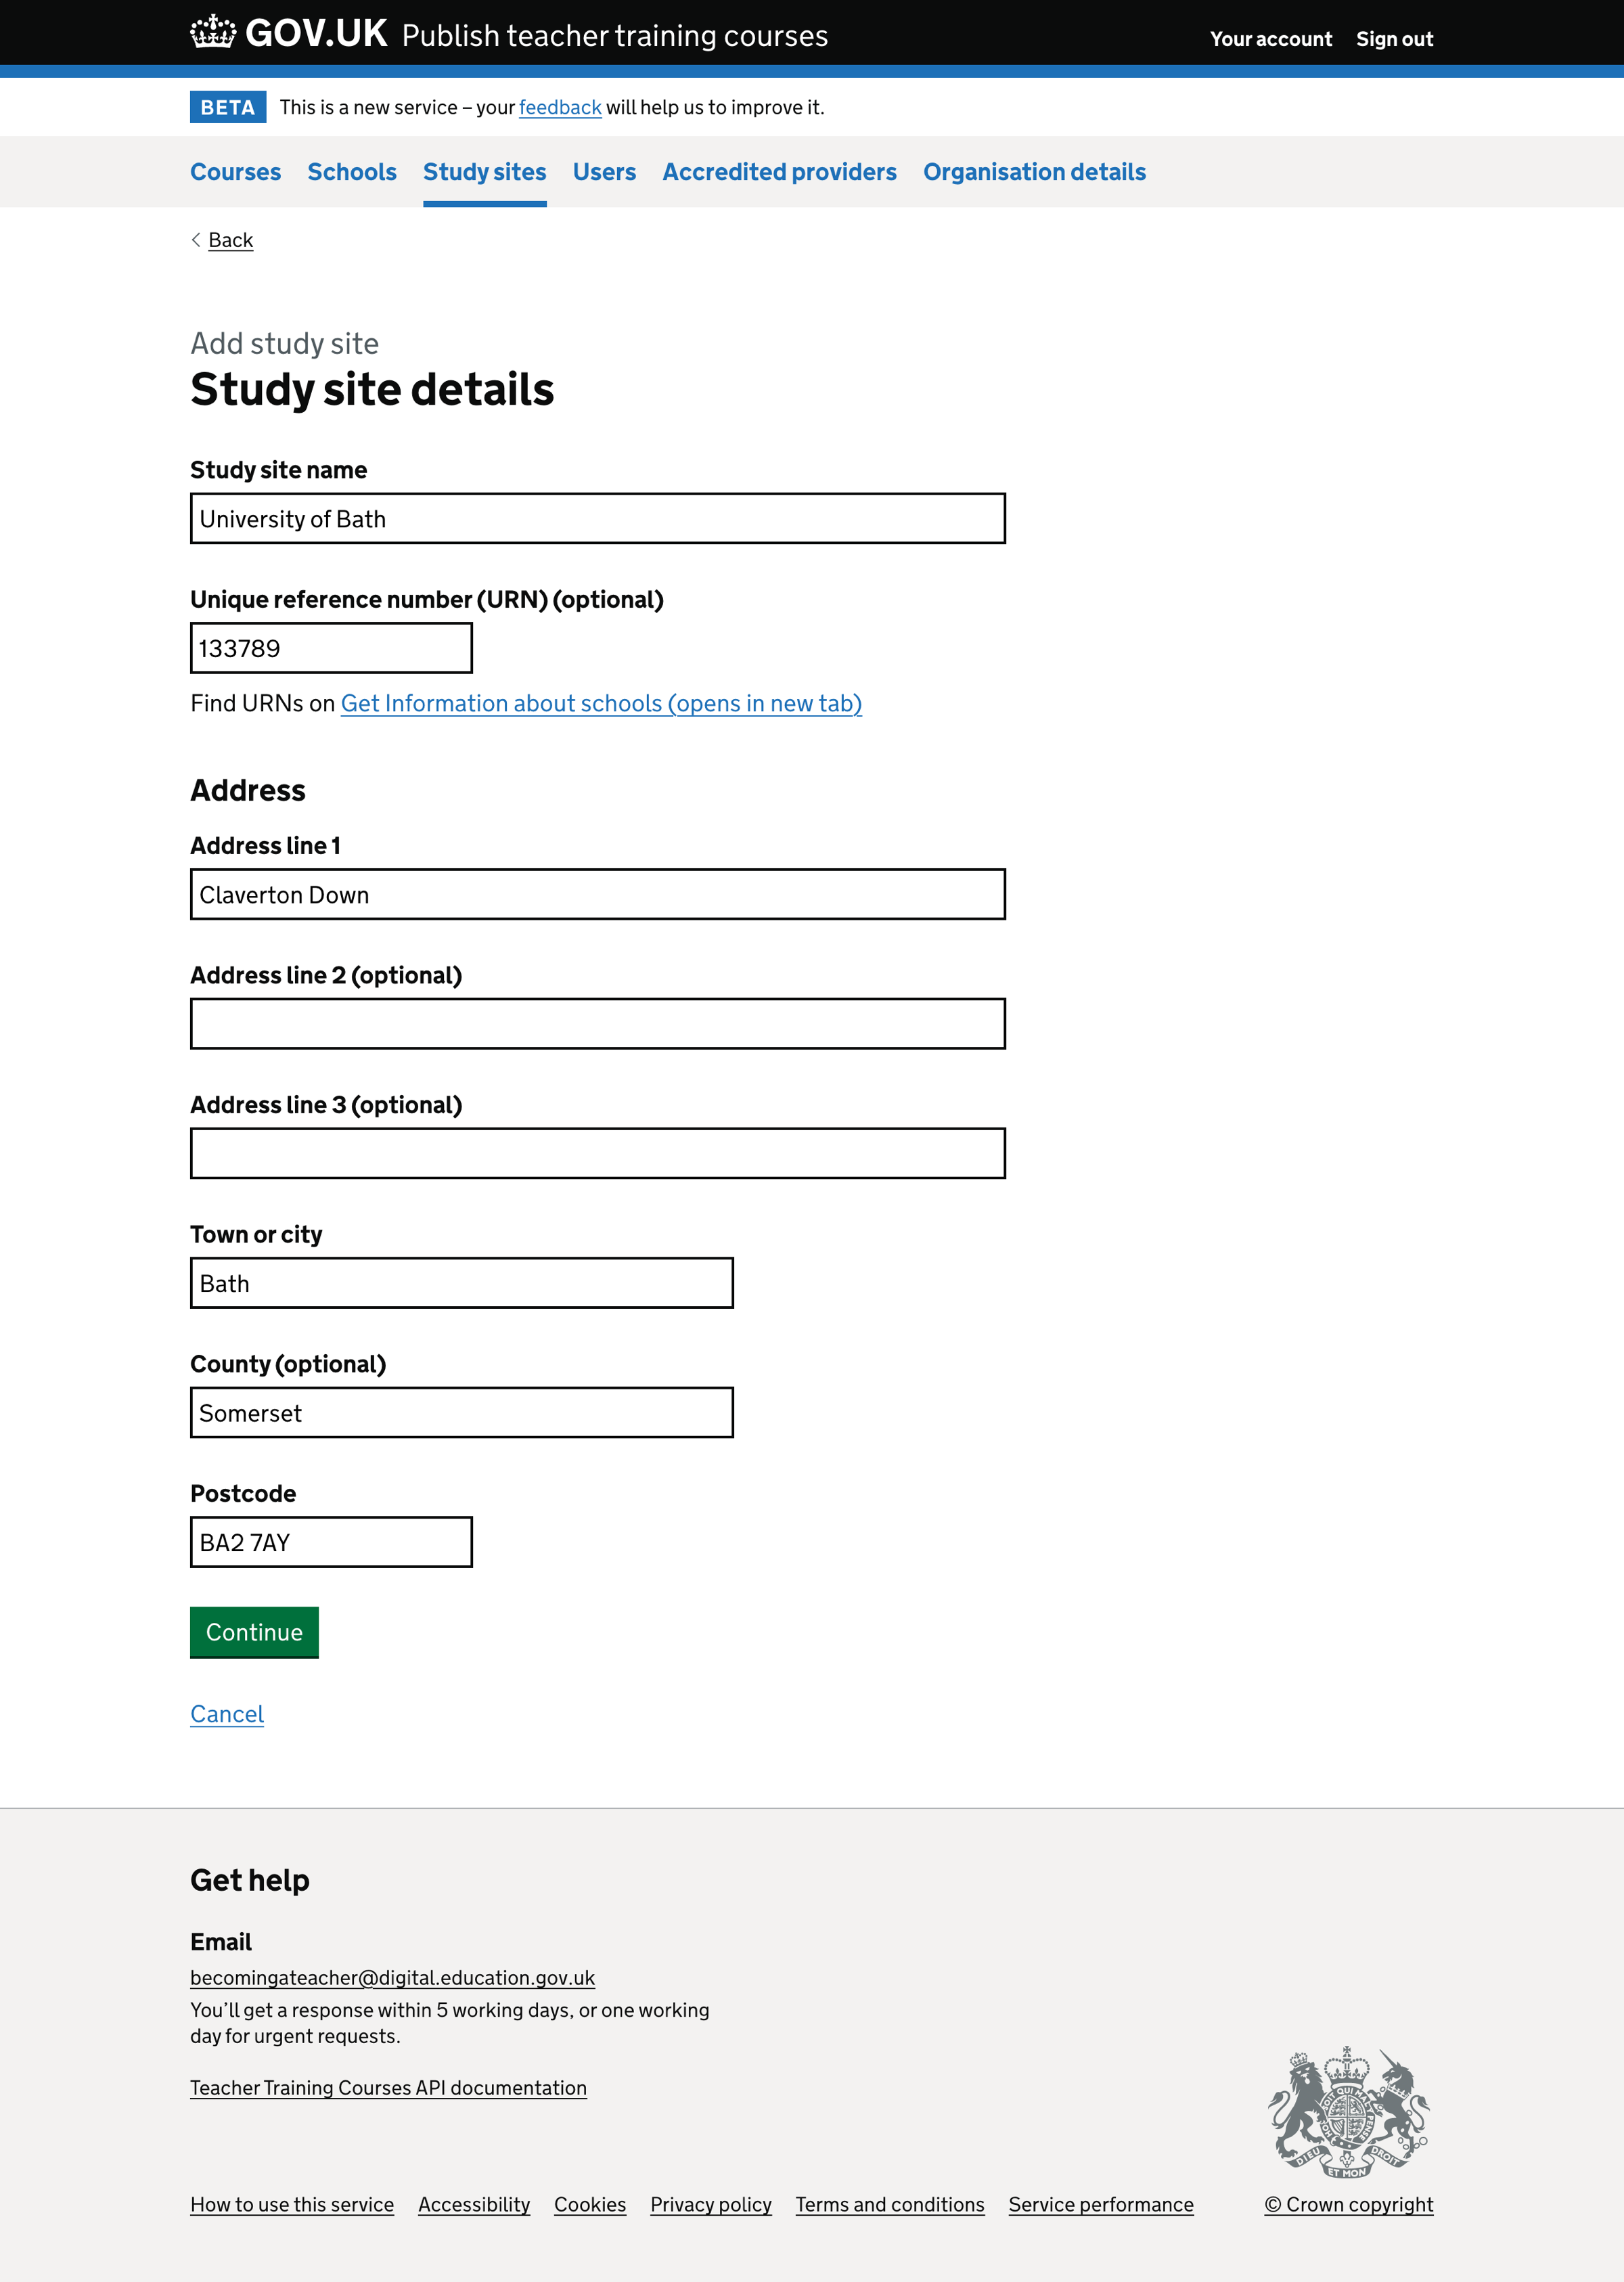 GOV.UK Publish teacher training courses Your account Sign out
BETA This is a new service – your feedback will help us to improve it.
Courses Schools Study sites Users Accredited providers Organisation details
Back
Add study site
Study site details
Study site name
University of Bath
Unique reference number (URN) (optional)
133789
Find URNs on Get Information about schools (opens in new tab)
Address
Address line 1
Claverton Down
Address line 2 (optional)
Address line 3 (optional)
Town or city
Bath
County (optional)
Somerset
Postcode
BA2 7AY
Continue
Cancel
Get help
Email
becomingateacher@digital.education.gov.uk
You’ll get a response within 5 working days, or one working
day for urgent requests.
Teacher Training Courses API documentation
DIEU ET MON DROIT
How to use this service Accessibility Cookies Privacy policy Terms and conditions Service performance © Crown copyright